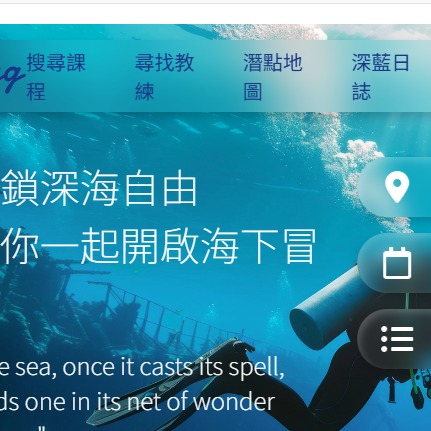 搜尋課 尋找教 潛點地 深藍日
程 練 圖 誌
鎖深海自由
你一起開啟海下冒
e sea, once it casts its spell,
ds one in its net of wonder
"